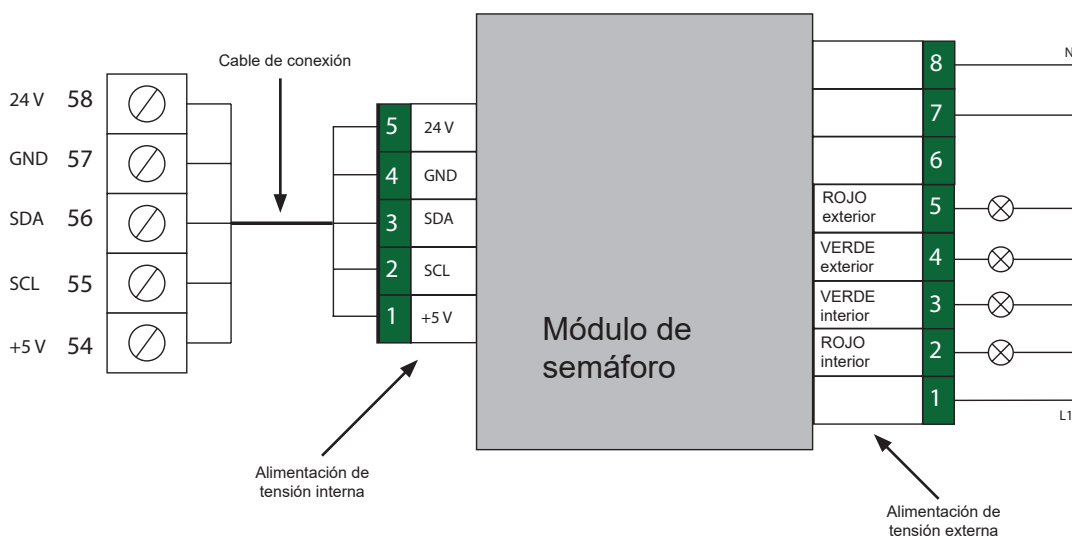 Cable de conexión
24 V 58
GND 57
SDA 56
SCL 55
+5 V 54
5 24 V
4 GND
3 SDA
2 SCL
1 +5 V
Módulo de
semáforo
8 N
7
6
ROJO
exterior
5
VERDE
exterior
4
VERDE
interior
3
ROJO
interior
2
1 L1
Alimentación de
tensión interna
Alimentación de
tensión externa